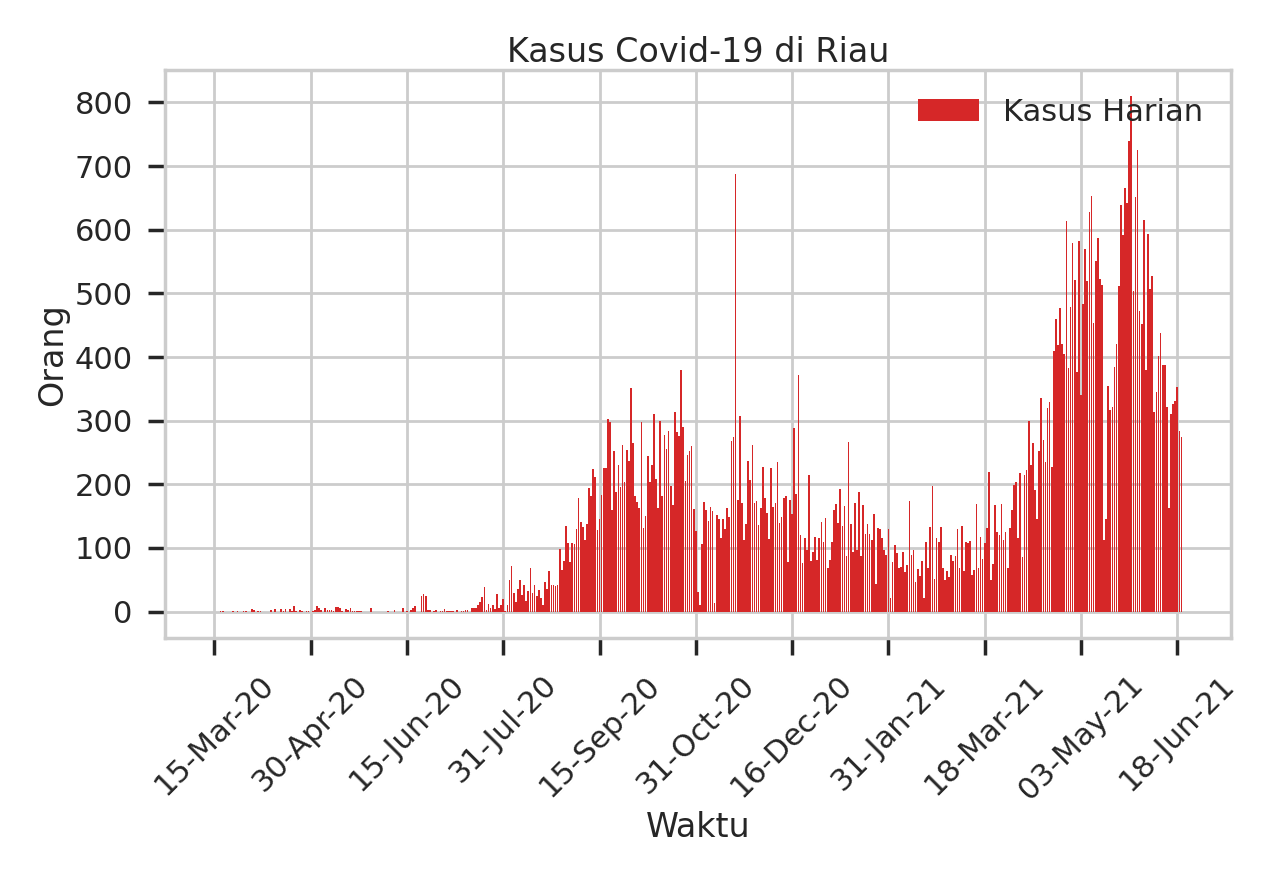 Kasus Covid-19 di Riau
Kasus Harian
Orang
800
700
600
500
400
300
200
100
0
15-Mar-20
30-Apr-20
15-Jun-20
31-Jul-20
15-Sep-20
31-Oct-20
16-Dec-20
31-Jan-21
18-Mar-21
03-May-21
18-Jun-21
Waktu